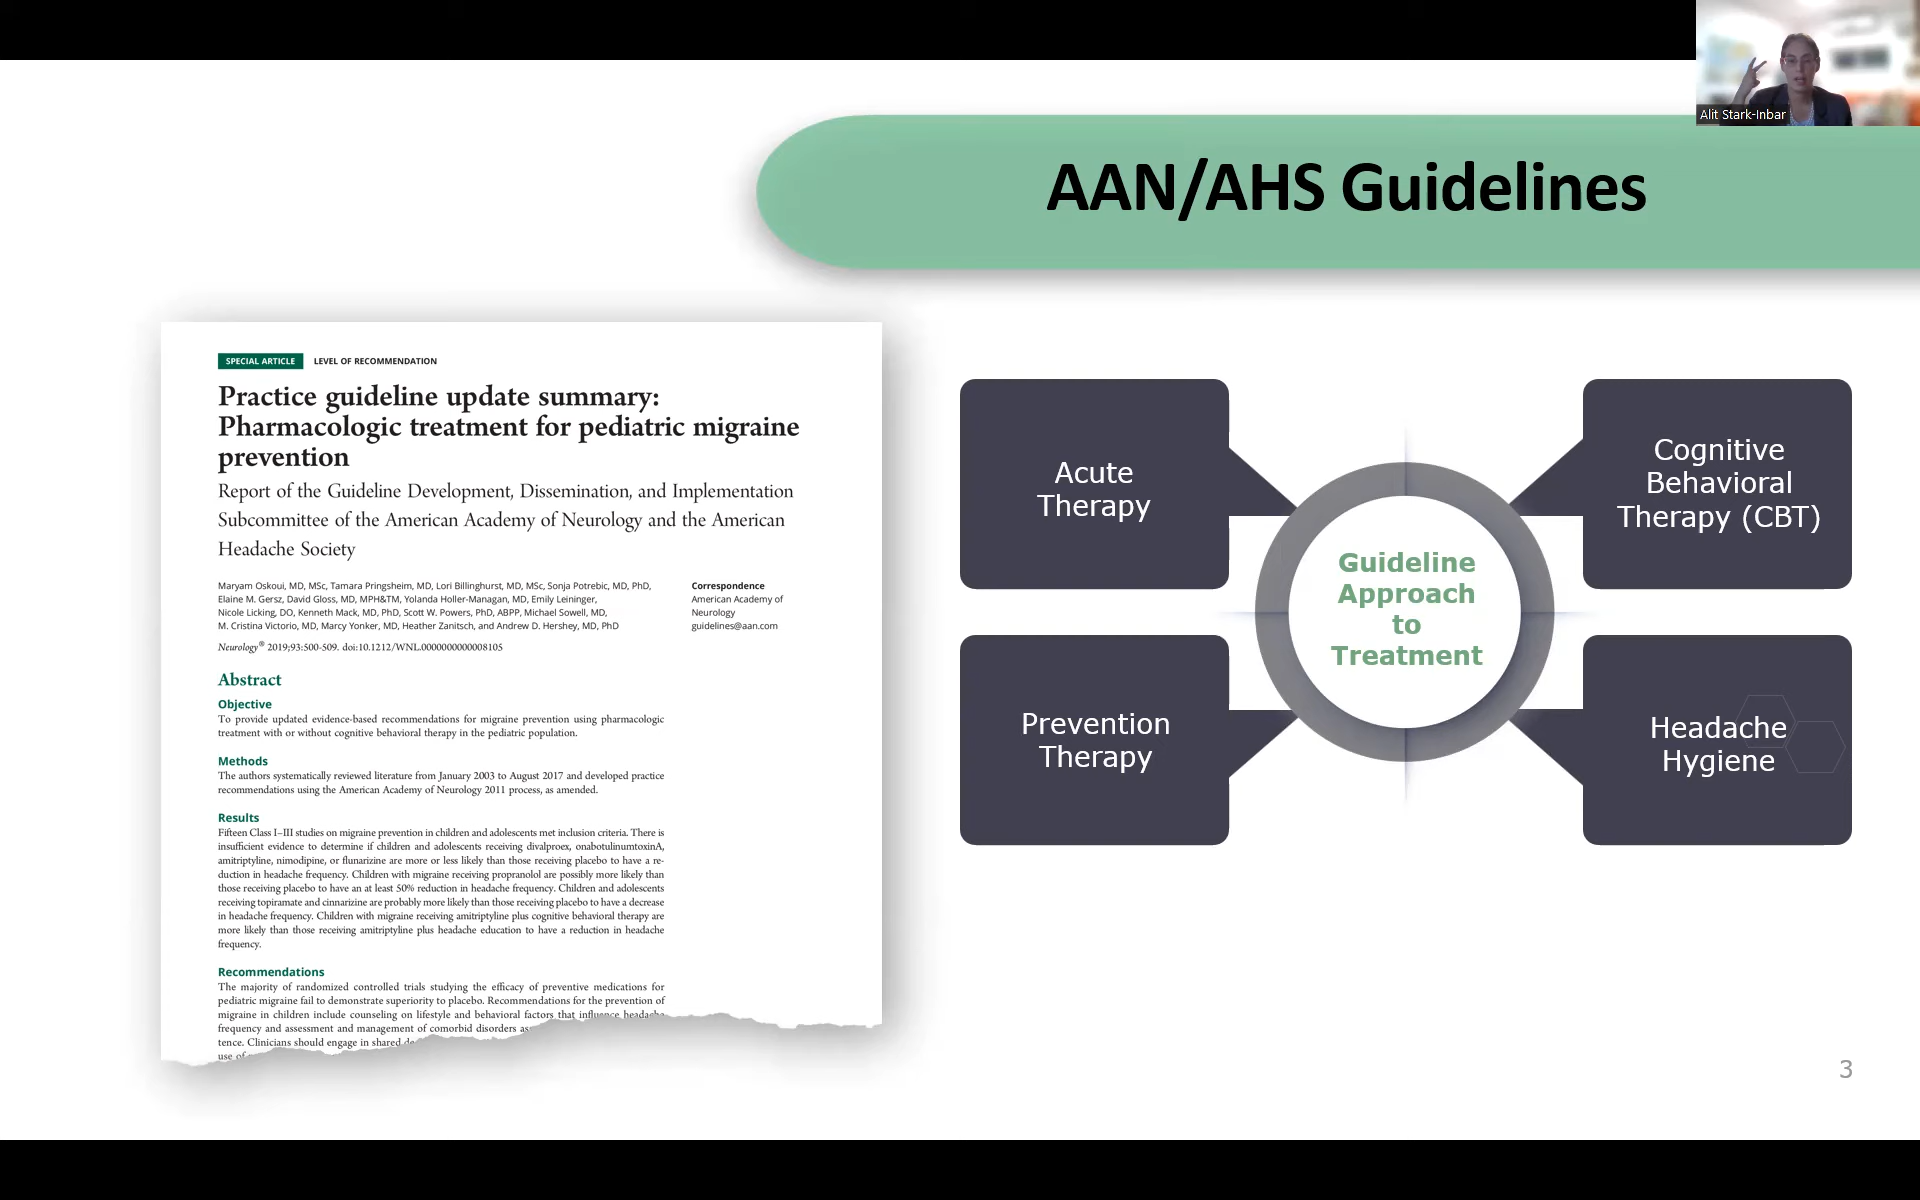 Alit Stark-Inbar
AAN/AHS Guidelines
SPECIAL ARTICLE LEVEL OF RECOMMENDATION
Practice guideline update summary:
Pharmacologic treatment for pediatric migraine
prevention
Report of the Guideline Development, Dissemination, and Implementation
Subcommittee of the American Academy of Neurology and the American
Headache Society
Maryam Oskoui, MD, MSc, Tamara Pringsheim, MD, Lori Billinghurst, MD, MSc, Sonja Potrebic, MD, PhD,
Elaine M. Gersz, David Gloss, MD, MPH&TM, Yolanda Holler-Managan, MD, Emily Leininger,
Nicole Licking, DO, Kenneth Mack, MD, PhD, Scott W. Powers, PhD, ABPP, Michael Sowell, MD,
M. Cristina Victorio, MD, Marcy Yonker, MD, Heather Zanitsch, and Andrew D. Hershey, MD, PhD
Correspondence
American Academy of
Neurology
guidelines@aan.com
Neurology® 2019;93:500-509. doi:10.1212/WNL.0000000000008105
Abstract
Objective
To provide updated evidence-based recommendations for migraine prevention using pharmacologic
treatment with or without cognitive behavioral therapy in the pediatric population.
Methods
The authors systematically reviewed literature from January 2003 to August 2017 and developed practice
recommendations using the American Academy of Neurology 2011 process, as amended.
Results
Fifteen Class I–III studies on migraine prevention in children and adolescents met inclusion criteria. There is
insufficient evidence to determine if children and adolescents receiving divalproex, onabotulinumtoxinA,
amitriptyline, nimodipine, or flunarizine are more or less likely than those receiving placebo to have a re-
duction in headache frequency. Children with migraine receiving propranolol are possibly more likely than
those receiving placebo to have an at least 50% reduction in headache frequency. Children and adolescents
receiving topiramate and cinnarizine are probably more likely than those receiving placebo to have a decrease
in headache frequency. Children with migraine receiving amitriptyline plus cognitive behavioral therapy are
more likely than those receiving amitriptyline plus headache education to have a reduction in headache
frequency.
Recommendations
The majority of randomized controlled trials studying the efficacy of preventive medications for
pediatric migraine fail to demonstrate superiority to placebo. Recommendations for the prevention of
migraine in children include counseling on lifestyle and behavioral factors that influence headache
frequency and assessment and management of comorbid disorders as
tence. Clinicians should engage in shared de
use of
Acute
Therapy
Cognitive
Behavioral
Therapy (CBT)
Guideline
Approach
to
Treatment
Prevention
Therapy
Headache
Hygiene
3